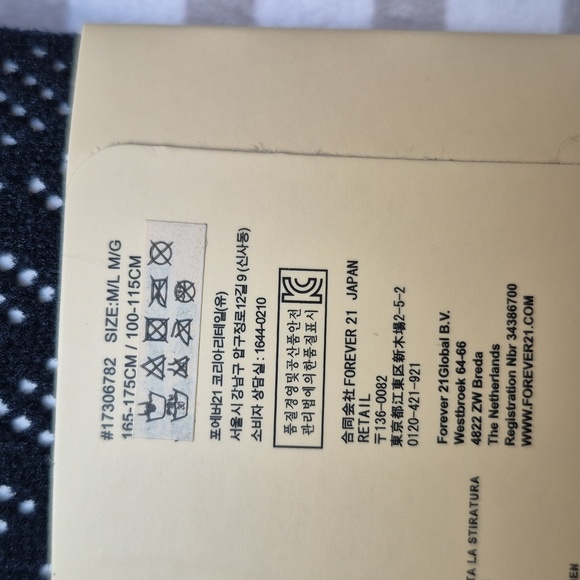 #17306782 SIZE:M/L M/G
165-175CM / 100-115CM
포에버21 코리아리테일(유)
서울시 강남구 압구정로12길 9 (신사동)
소비자 상담실 : 1644-0210
품질경영및공산품안전
관리법에의한품질표시
合同会社 FOREVER 21 JAPAN
RETAIL
〒136-0082
東京都江東区新木場2-5-2
0120-421-921
Forever 21Global B.V.
Westbroek 64-66
4822 ZW Breda
The Netherlands
Registration Nbr 34386700
WWW.FOREVER21.COM
TA LA STIRATURA
EN.